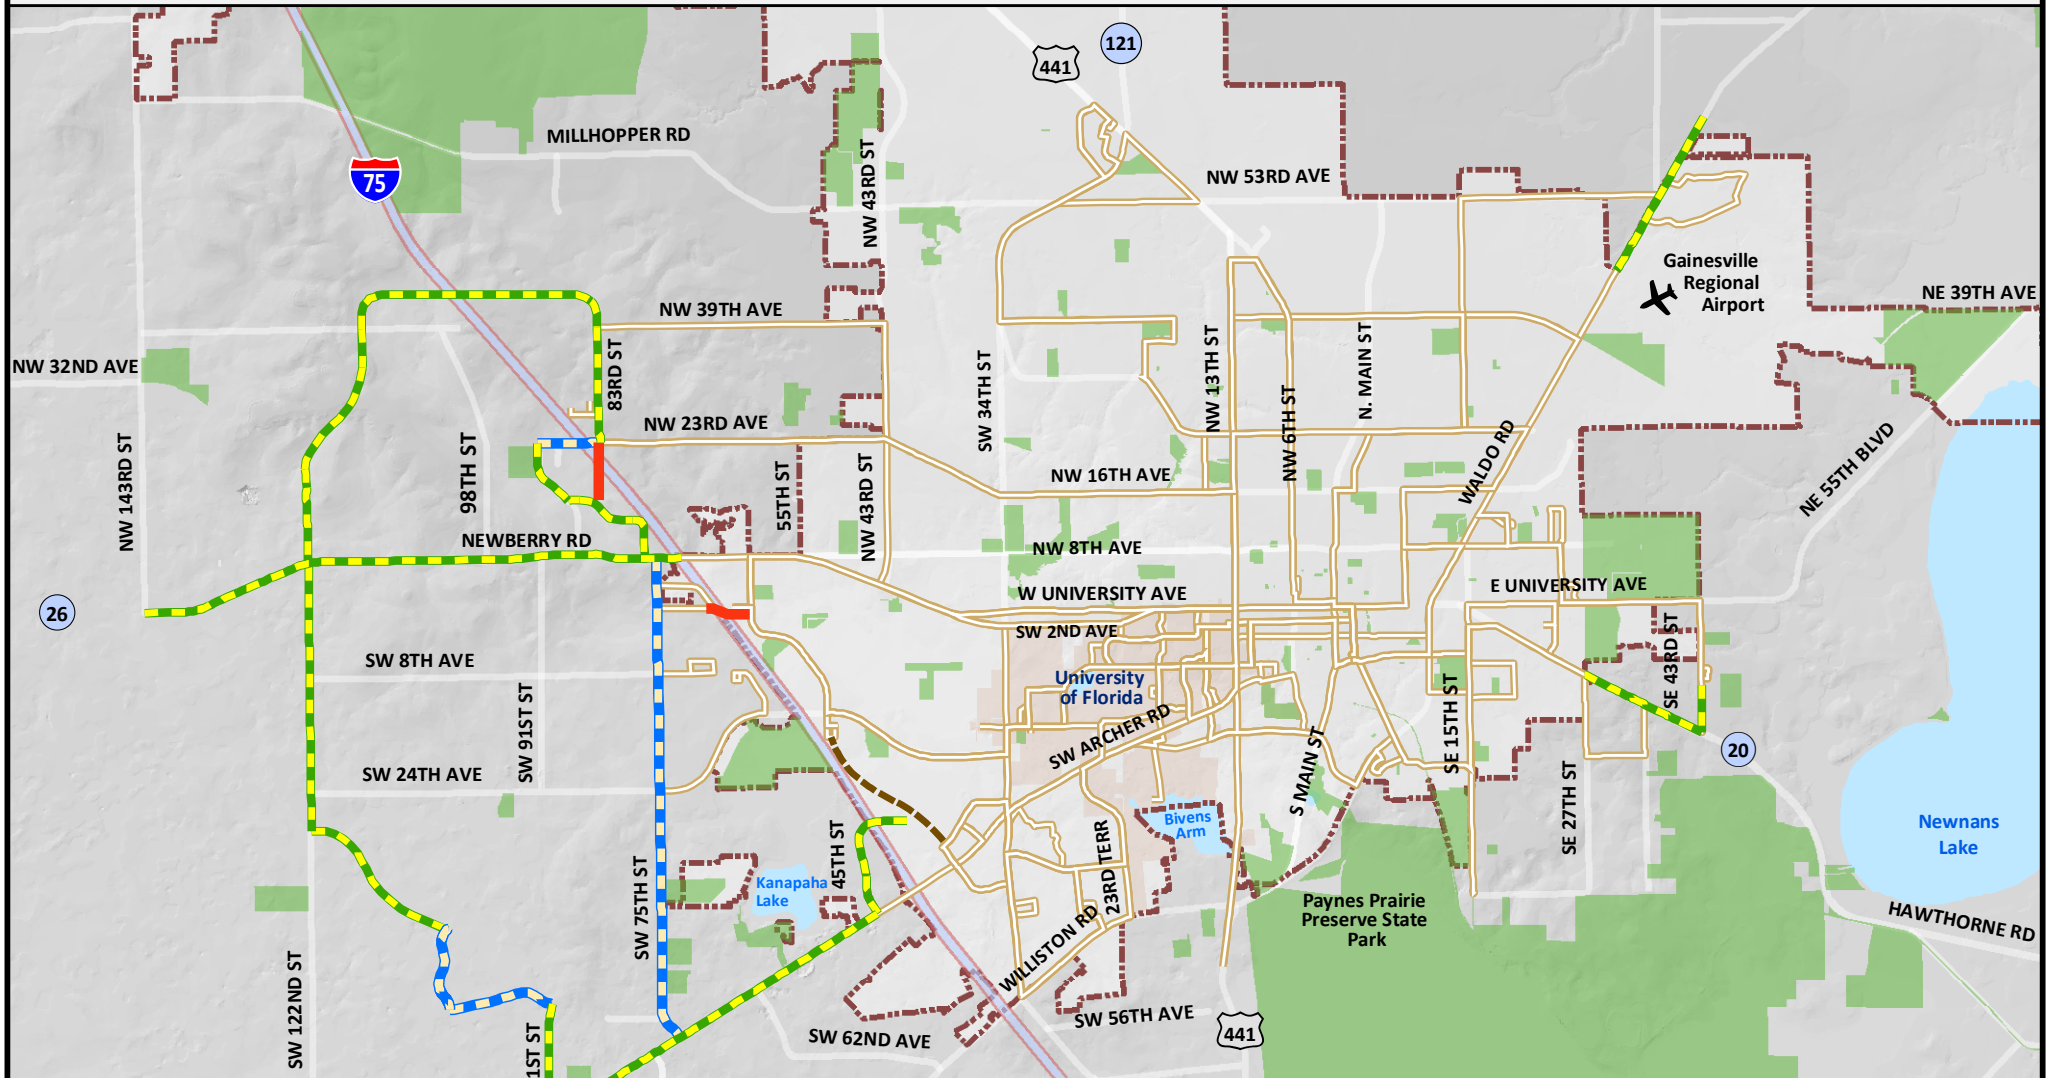 121
441
MILLHOPPER RD
75
NW 43RD ST
NW 53RD AVE
Gainesville
Regional
Airport
NE 39TH AVE
NW 39TH AVE
NW 32ND AVE
83RD ST
SW 34TH ST
NW 13TH ST
N. MAIN ST
NW 6TH ST
NW 23RD AVE
NW 143RD ST
98TH ST
55TH ST
NW 43RD ST
NW 16TH AVE
WALDO RD
NE 55TH BLVD
NEWBERRY RD
NW 8TH AVE
26
W UNIVERSITY AVE
E UNIVERSITY AVE
SW 2ND AVE
SW 8TH AVE
SE 43RD ST
University
of Florida
SW 91ST ST
SW ARCHER RD
SE 15TH ST
S MAIN ST
20
SW 24TH AVE
SE 27TH ST
Bivens
Arm
Newnans
Lake
45TH ST
23RD TERR
SW 75TH ST
Kanapaha
Lake
Paynes Prairie
Preserve State
Park
HAWTHORNE RD
WILLISTON RD
SW 122ND ST
SW 56TH AVE
441
SW 62ND AVE
1ST ST